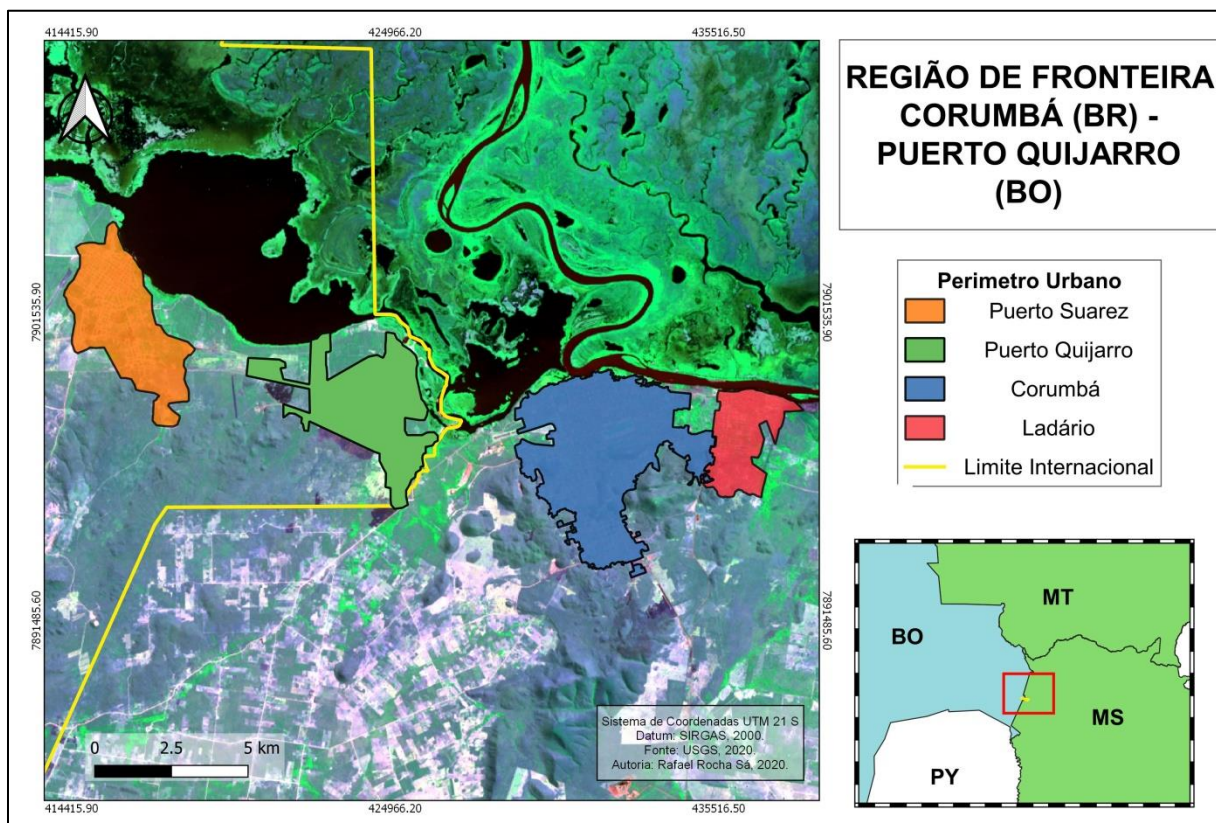 414415.90
424966.20
435516.50
7901535.90
7901535.90
7891485.60
7891485.60
0
2.5
5 km
Sistema de Coordenadas UTM 21 S
Datum: SIRGAS, 2000.
Fonte: USGS, 2020
Autoria: Rafael Rocha Sá, 2020.
414415.90
424966.20
435516.50
REGIÃO DE FRONTEIRA
CORUMBÁ (BR) -
PUERTO QUIJARRO
(BO)
Perimetro Urbano
Puerto Suarez
Puerto Quijarro
Corumbá
Ladário
Limite Internacional
MT
BO
MS
PY